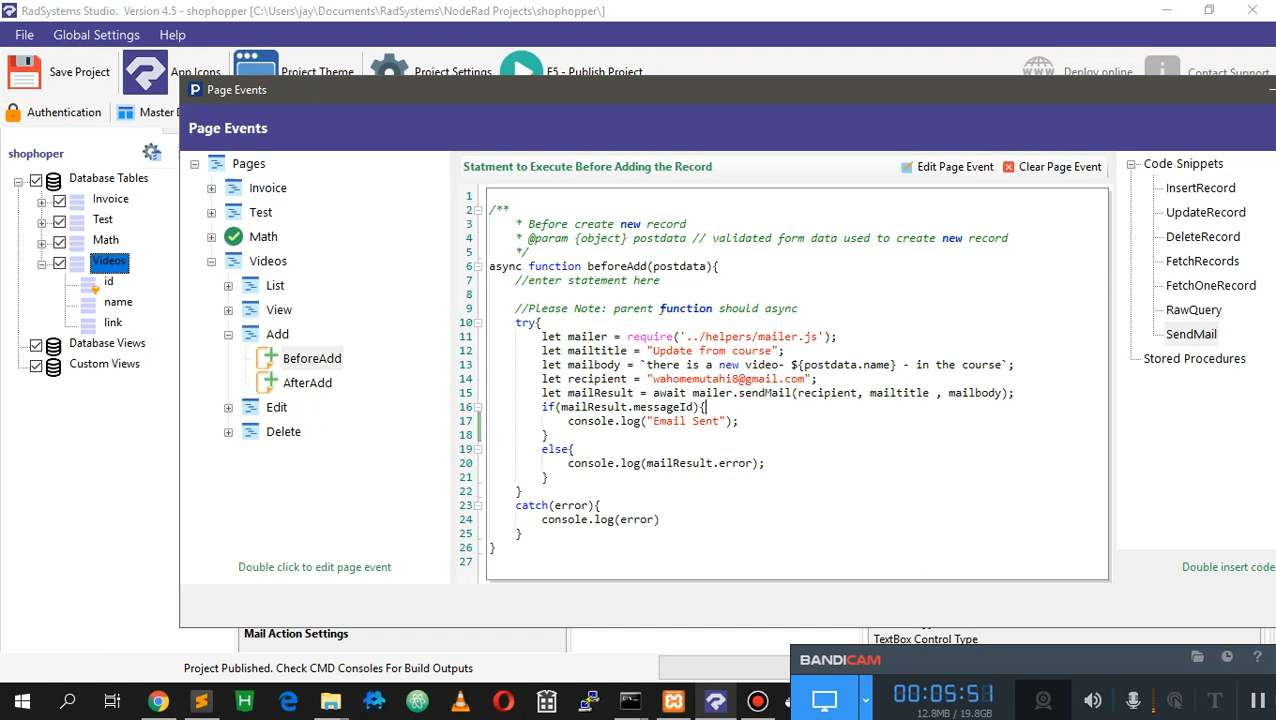 RadSystems Studio. Version 4.5 - shophopper [C:\Users\jay\Documents\RadSystems\NodeRad Projects\shophopper\]
File Global Settings Help
Save Project App Icons Project Theme Project Settings F5 - Publish Project Deploy online Contact Support
Page Events
Authentication Master D
Page Events
shophoper
Database Tables
Invoice
Test
Math
Videos
id
name
link
Database Views
Custom Views
Pages
Invoice
Test
Math
Videos
List
View
Add
BeforeAdd
AfterAdd
Edit
Delete
Double click to edit page event
Statment to Execute Before Adding the Record Edit Page Event Clear Page Event
1
2 /**
3 * Before create new record
4 * @param {object} postdata // validated form data used to create new record
5 */
6 async function beforeAdd(postdata){
7 //enter statement here
8
9 //Please Note: parent function should async
10 try{
11 let mailer = require('../helpers/mailer.js');
12 let mailtitle = "Update from course";
13 let mailbody = `there is a new video- ${postdata.name} - in the course`;
14 let recipient = "wahomemutahi8@gmail.com";
15 let mailResult = await mailer.sendMail(recipient, mailtitle , mailbody);
16 if(mailResult.messageId){
17 console.log("Email Sent");
18 }
19 else{
20 console.log(mailResult.error);
21 }
22 }
23 catch(error){
24 console.log(error)
25 }
26 }
27
Code Snippets
InsertRecord
UpdateRecord
DeleteRecord
FetchRecords
FetchOneRecord
RawQuery
SendMail
Stored Procedures
Double insert code
Mail Action Settings
TextBox Control Type
Project Published. Check CMD Consoles For Build Outputs
BANDICAM
00:05:51
12.8MB / 19.8GB